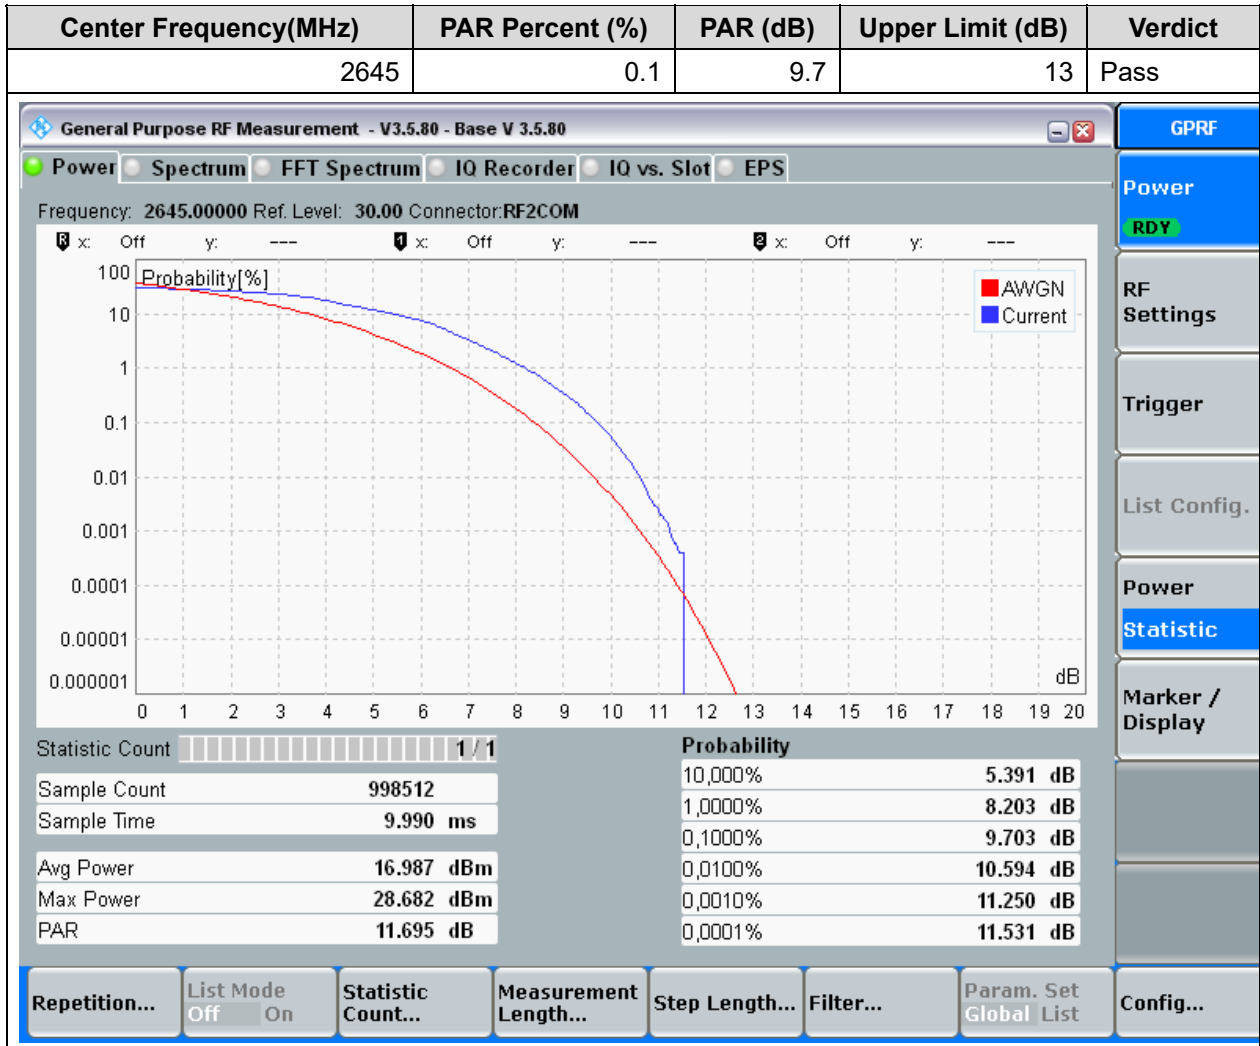 Center Frequency(MHz) PAR Percent (%) PAR (dB) Upper Limit (dB) Verdict
2645 0.1 9.7 13 Pass
General Purpose RF Measurement - V3.5.80 - Base V 3.5.80
GPRF
Power Spectrum FFT Spectrum IQ Recorder IQ vs. Slot EPS
Power
RDY
Frequency: 2645.00000 Ref. Level: 30.00 Connector:RF2COM
R x: Off y: --- 1 x: Off y: --- 2 x: Off y: ---
100 Probability[%]
AWGN
Current
10
1
0.1
0.01
0.001
0.0001
0.00001
0.000001
dB
0 1 2 3 4 5 6 7 8 9 10 11 12 13 14 15 16 17 18 19 20
RF
Settings
Trigger
List Config.
Power
Statistic
Marker /
Display
Statistic Count 1 / 1
Sample Count 998512
Sample Time 9.990 ms
Avg Power 16.987 dBm
Max Power 28.682 dBm
PAR 11.695 dB
Probability
10,000% 5.391 dB
1,0000% 8.203 dB
0,1000% 9.703 dB
0,0100% 10.594 dB
0,0010% 11.250 dB
0,0001% 11.531 dB
Repetition...
List Mode
Off On
Statistic
Count...
Measurement
Length...
Step Length...
Filter...
Param. Set
Global List
Config...